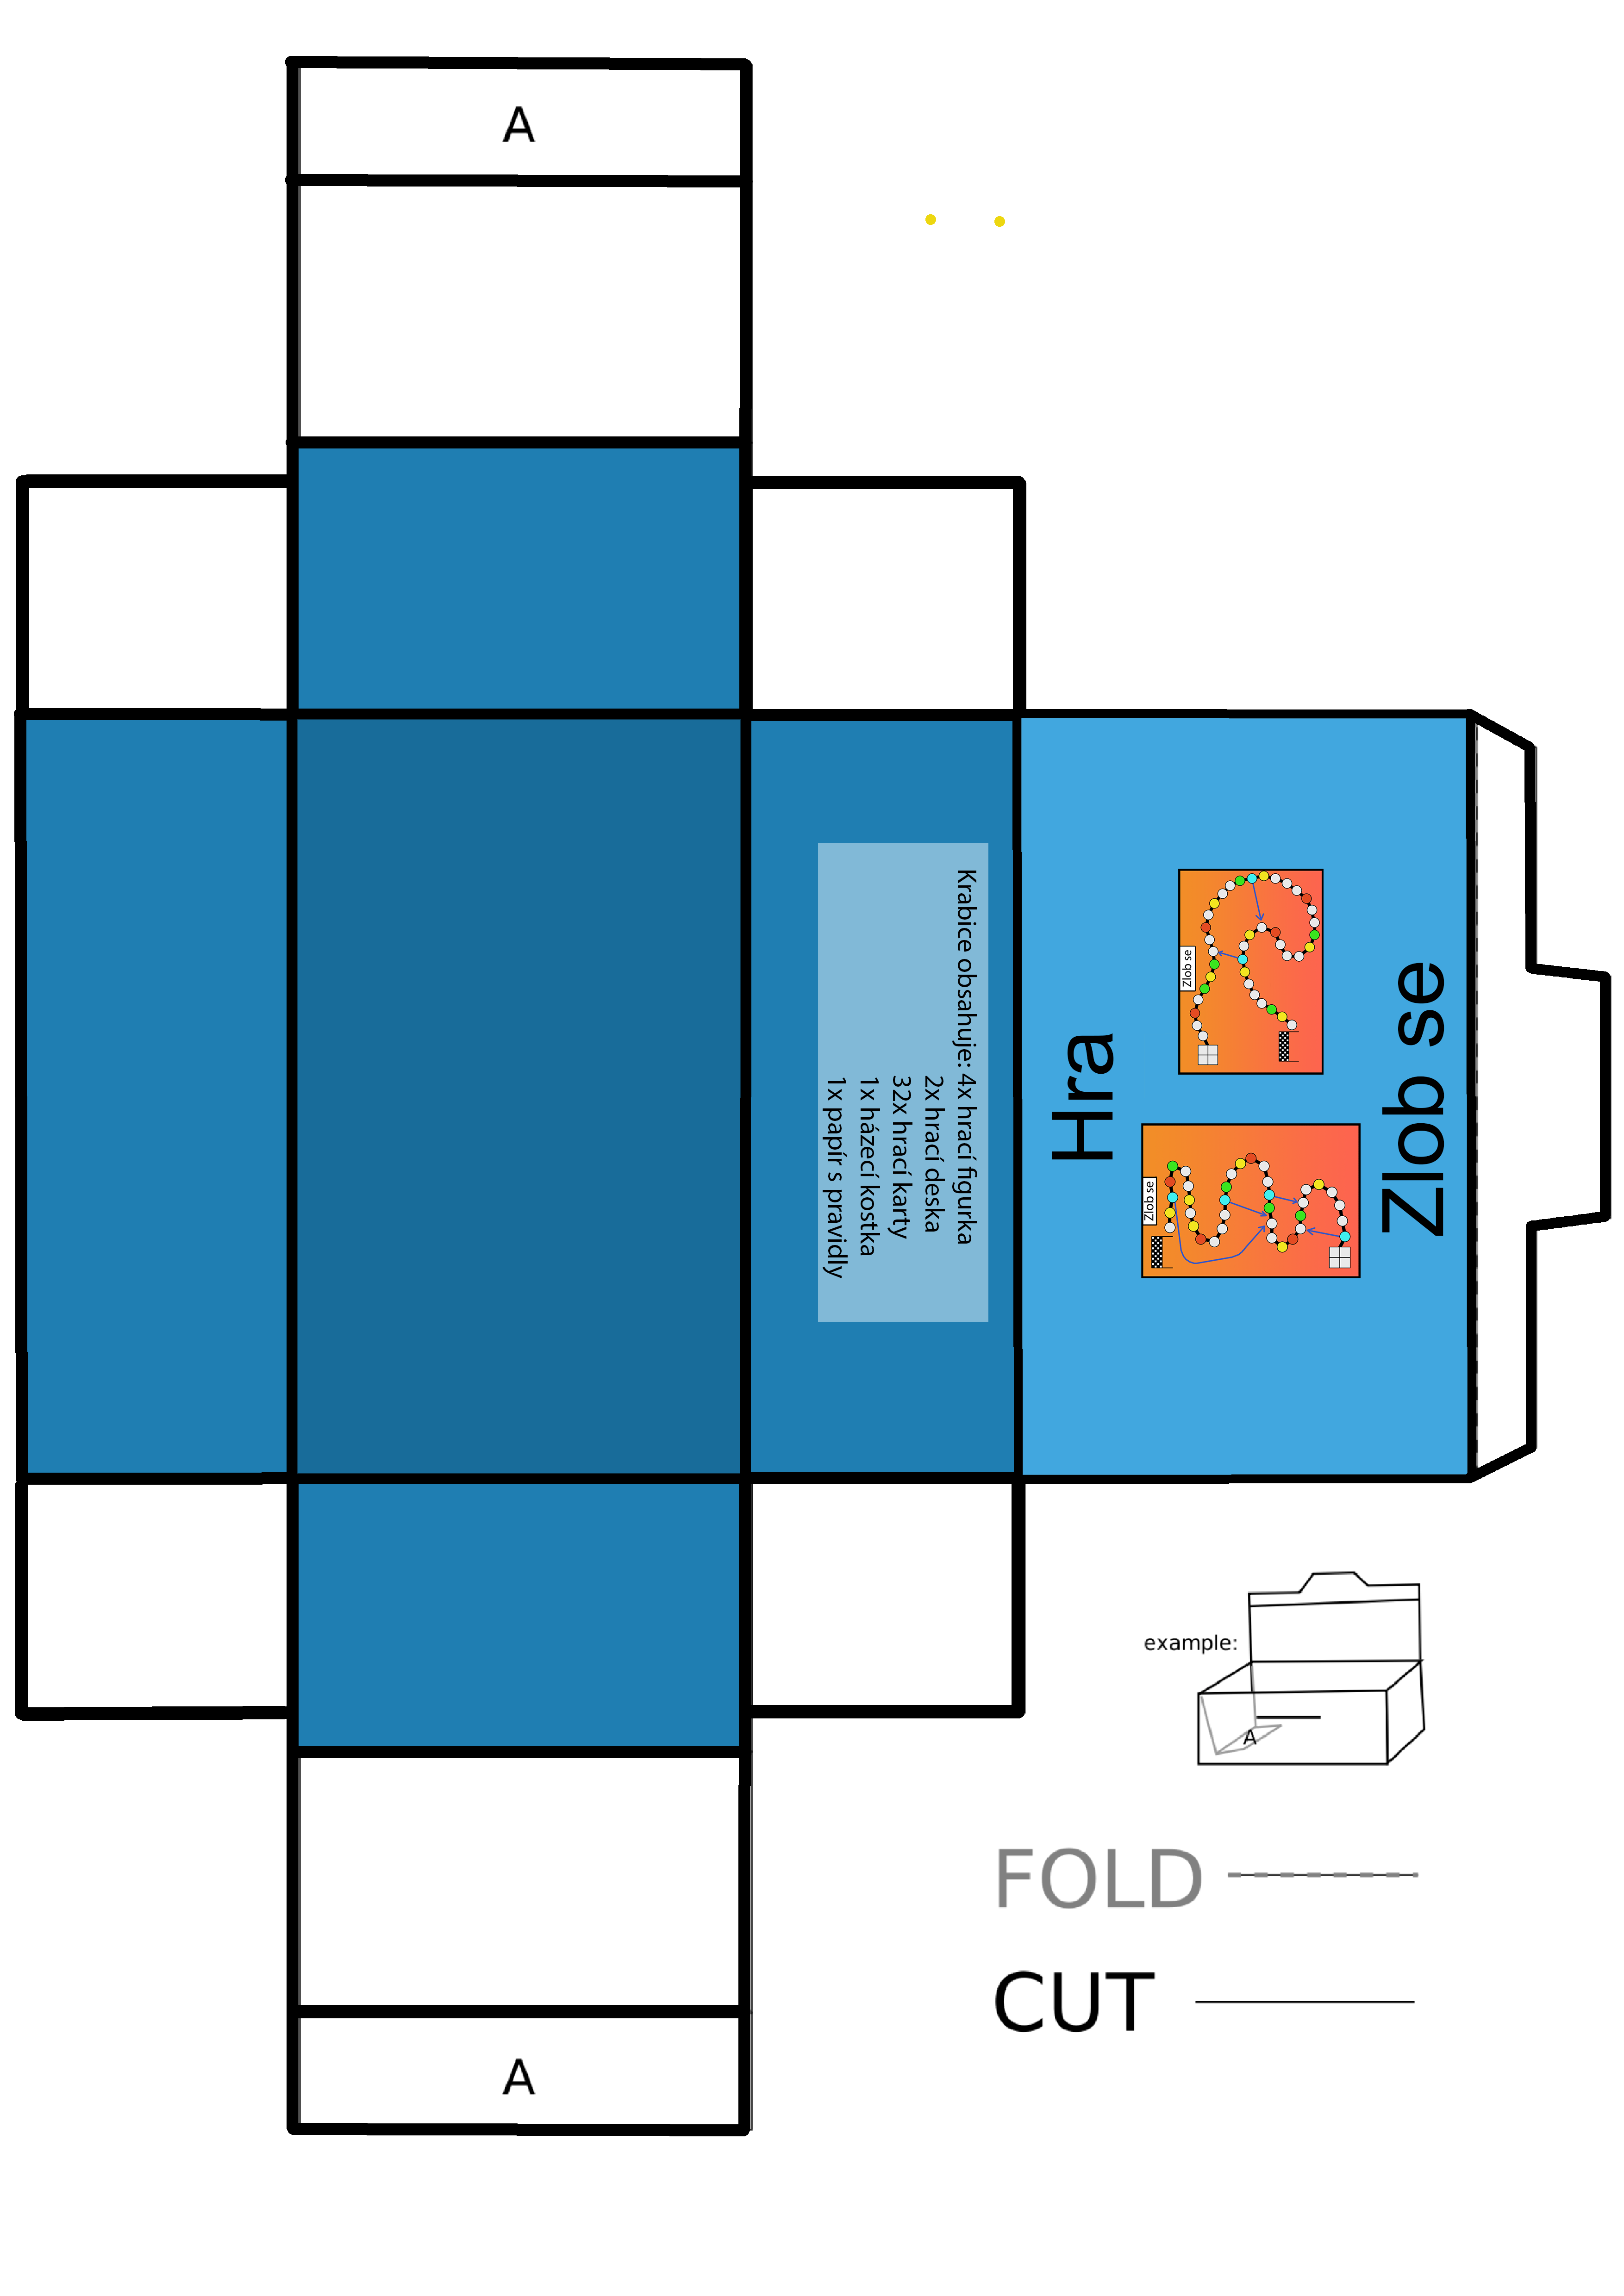 A
Krabice obsahuje: 4x hrací figurka
2x hrací deska
32x hrací karty
1x házecí kostka
1x papír s pravidly
Hra
Zlob se
Zlob se
Zlob se
example:
A
FOLD
CUT
A